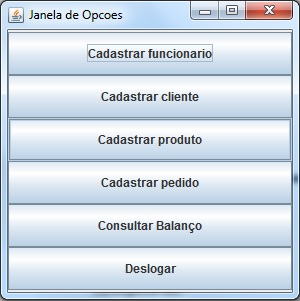 Janela de Opcoes
Cadastrar funcionario
Cadastrar cliente
Cadastrar produto
Cadastrar pedido
Consultar Balanço
Deslogar